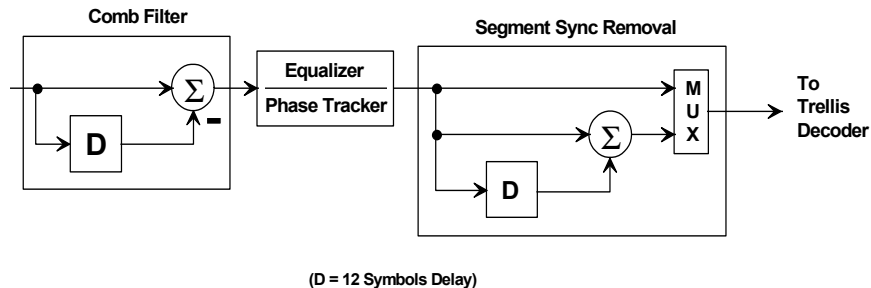 Comb Filter
Segment Sync Removal
Σ
–
D
Equalizer
Phase Tracker
Σ
D
M
U
X
To
Trellis
Decoder
(D = 12 Symbols Delay)